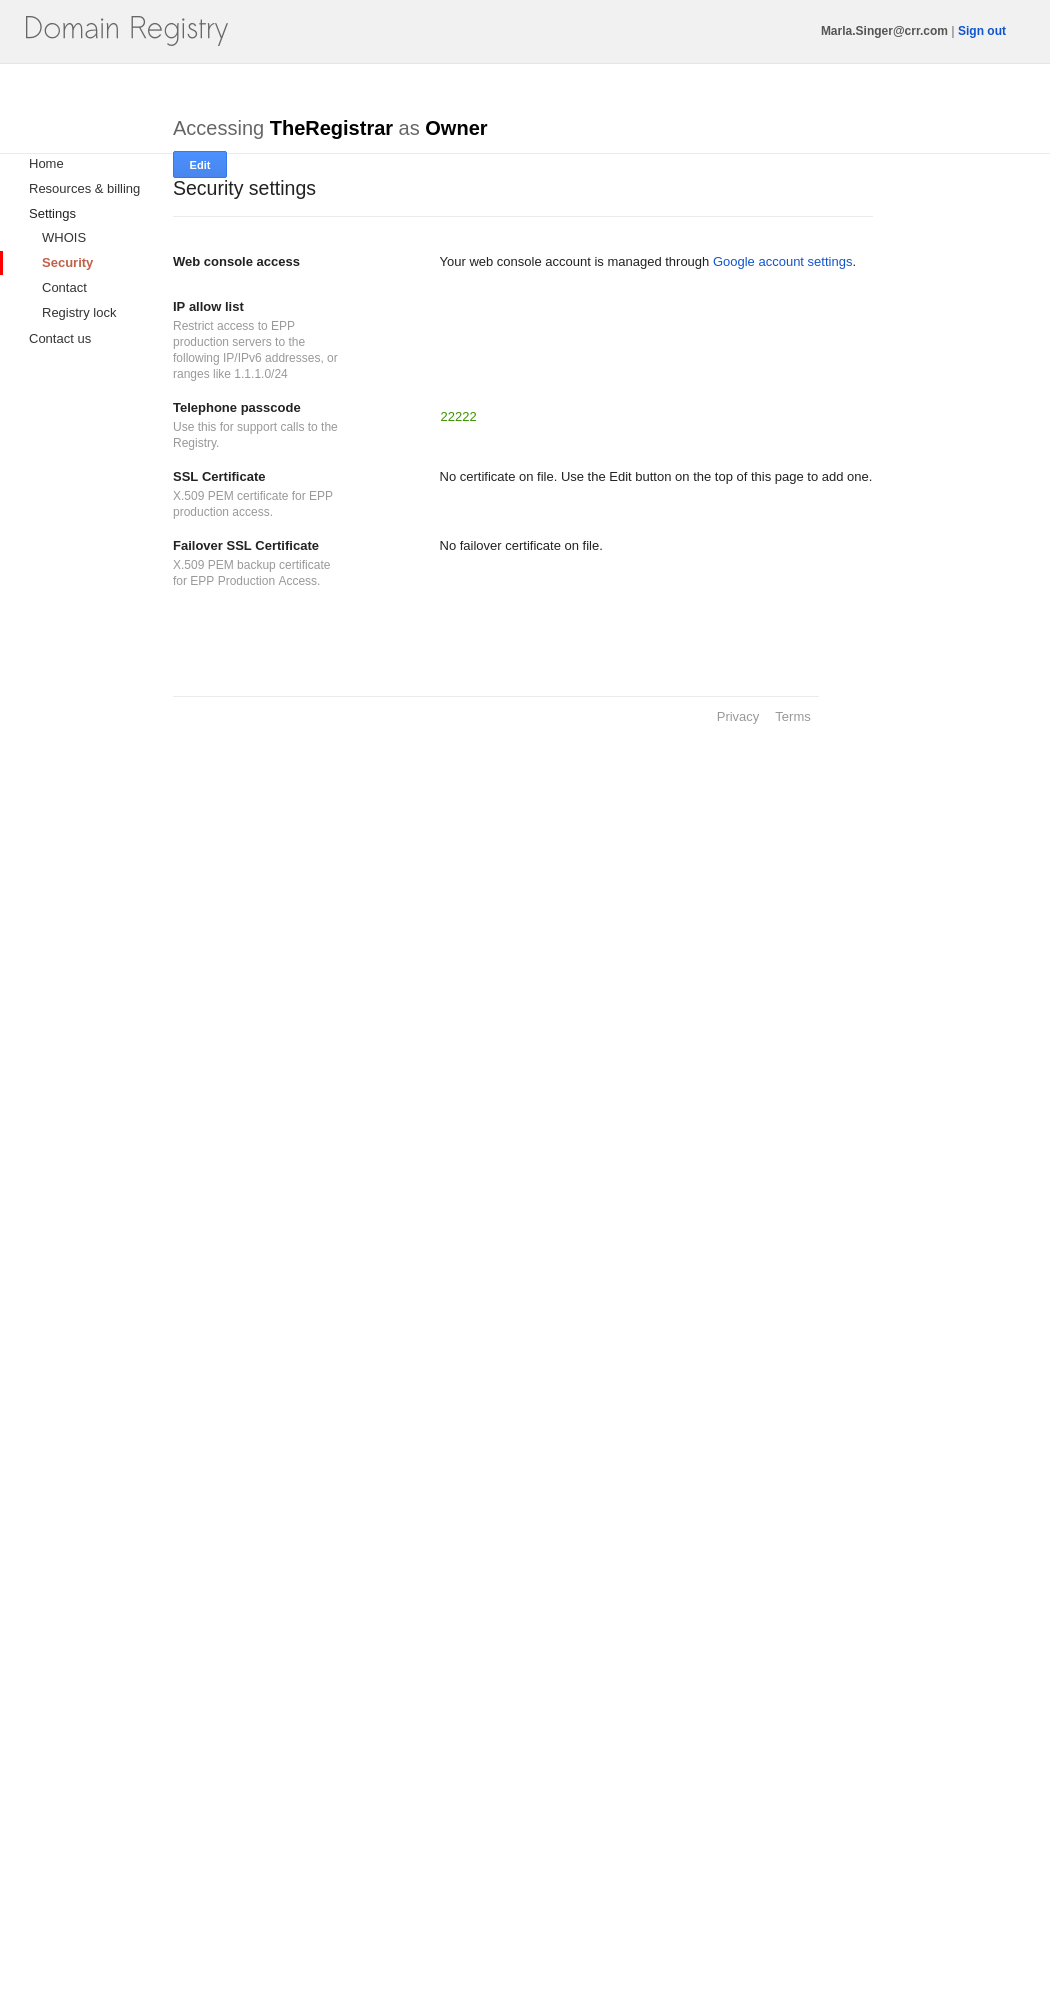 Domain Registry
Marla.Singer@crr.com | Sign out
Accessing TheRegistrar as Owner
Edit
Home
Resources & billing
Settings
WHOIS
Security
Contact
Registry lock
Contact us
Security settings
Web console access
Your web console account is managed through Google account settings.
IP allow list
Restrict access to EPP
production servers to the
following IP/IPv6 addresses, or
ranges like 1.1.1.0/24
Telephone passcode
Use this for support calls to the
Registry.
22222
SSL Certificate
X.509 PEM certificate for EPP
production access.
No certificate on file. Use the Edit button on the top of this page to add one.
Failover SSL Certificate
X.509 PEM backup certificate
for EPP Production Access.
No failover certificate on file.
Privacy Terms